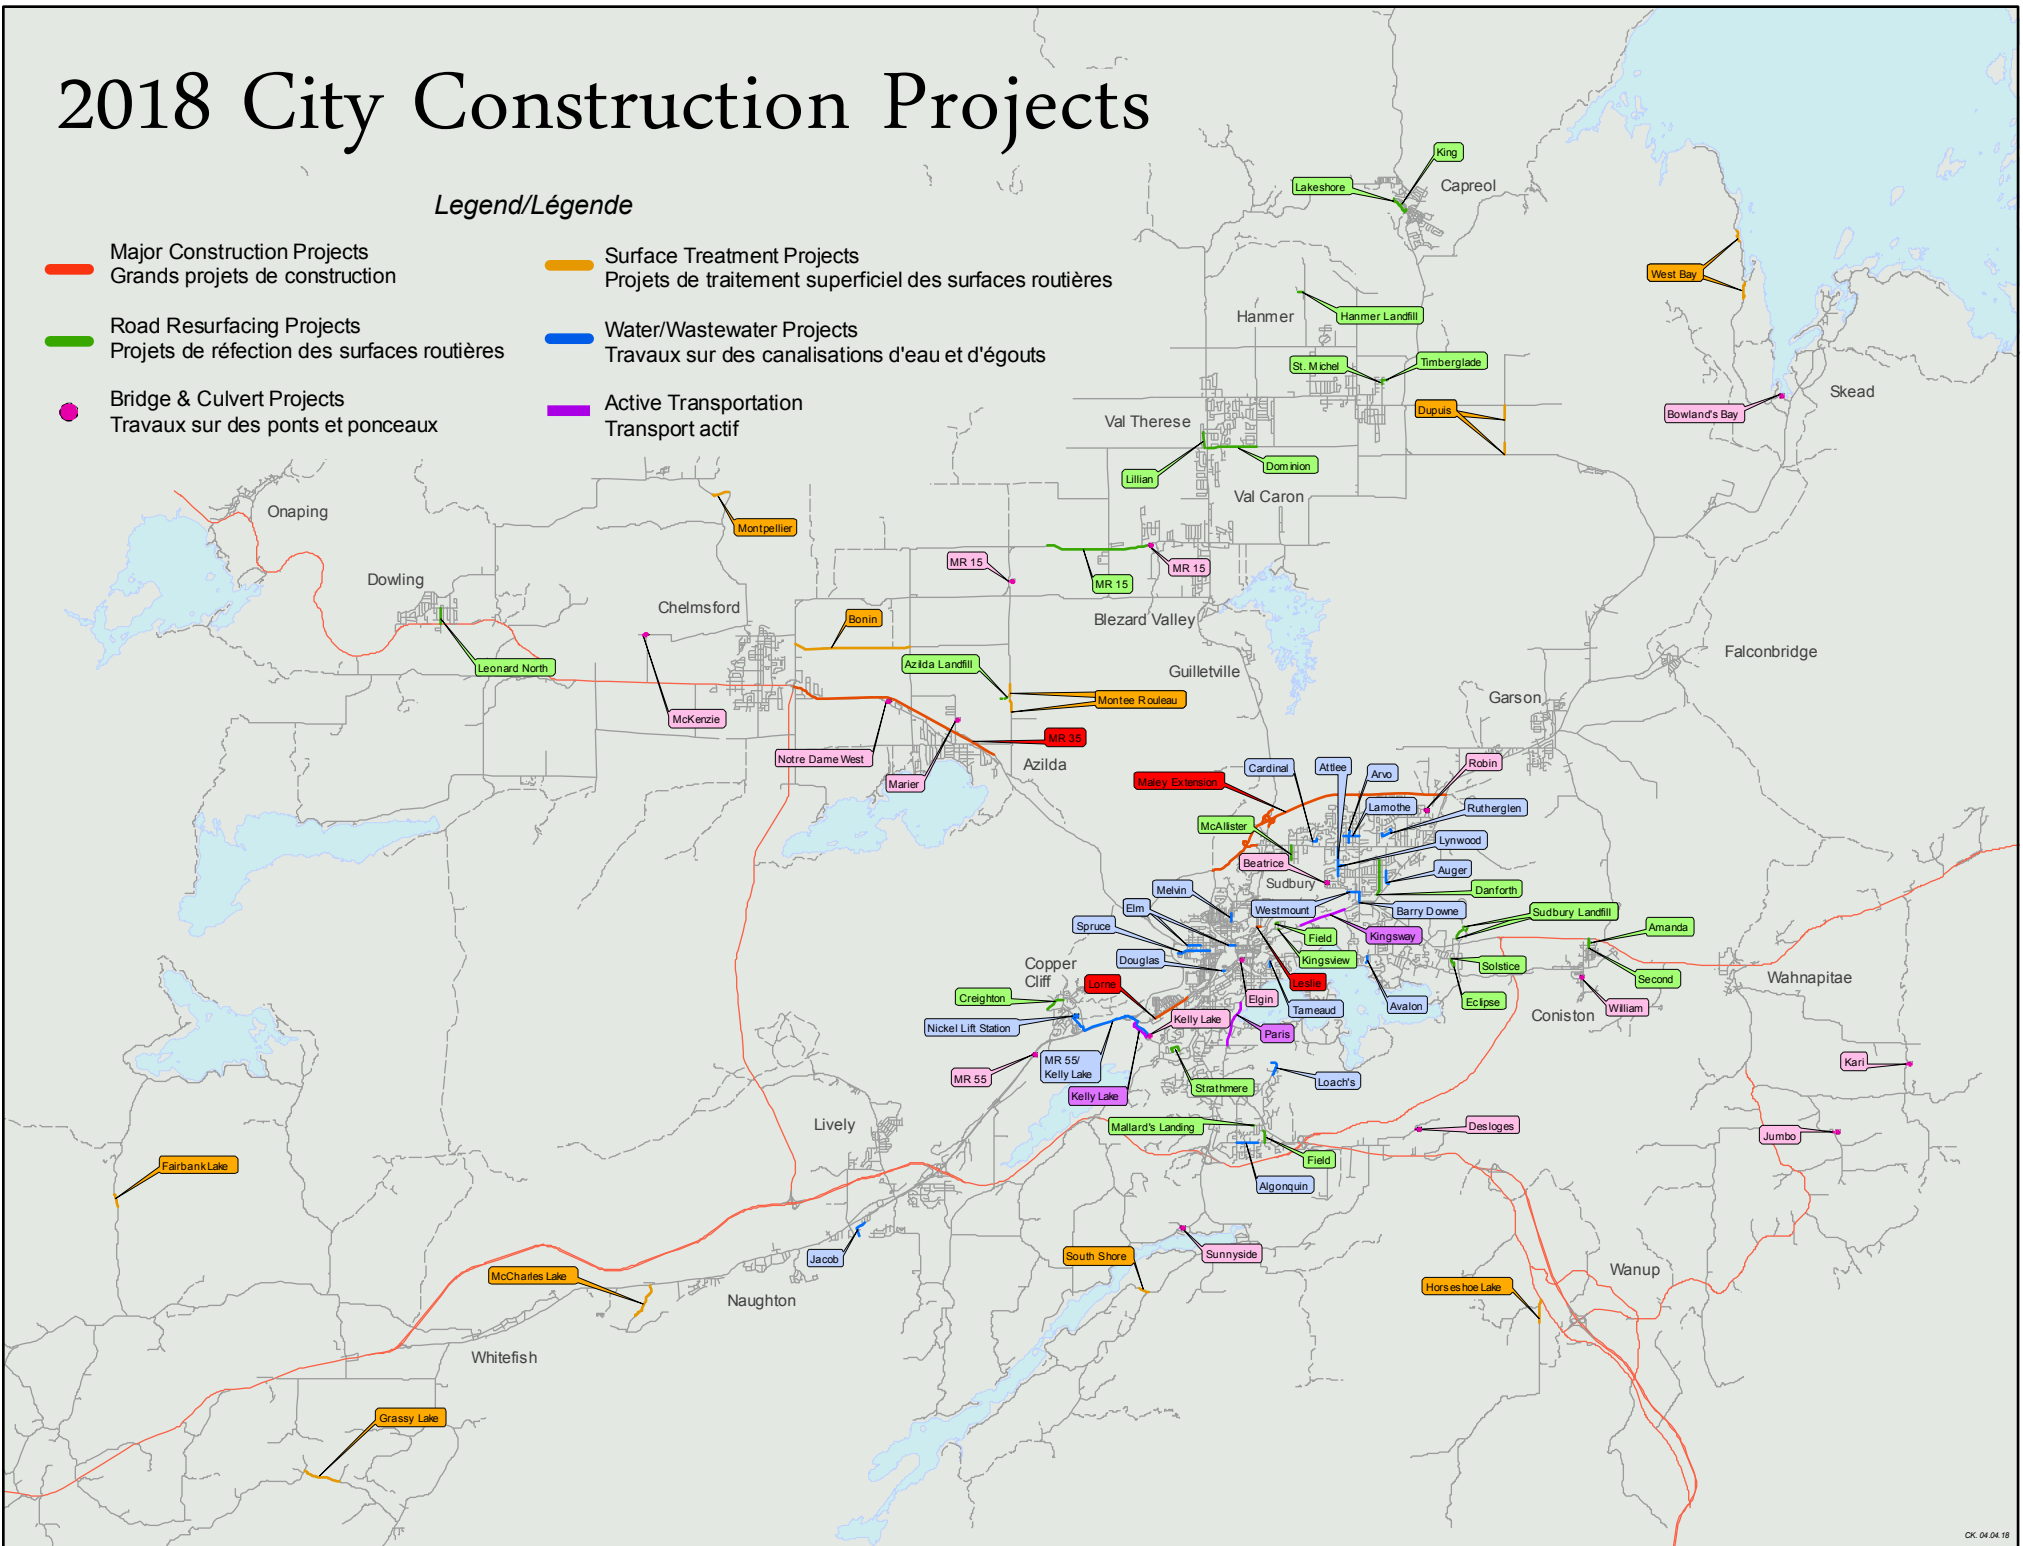 2018 City Construction Projects
Legend/Légende
Major Construction Projects
Grands projets de construction
Surface Treatment Projects
Projets de traitement superficiel des surfaces routières
Road Resurfacing Projects
Projets de réfection des surfaces routières
Water/Wastewater Projects
Travaux sur des canalisations d'eau et d'égouts
Bridge & Culvert Projects
Travaux sur des ponts et ponceaux
Active Transportation
Transport actif
King
Lakeshore
Capreol
West Bay
Hanmer
Hanmer Landfill
St. Michel
Timberglade
Skead
Dupuis
Bowland's Bay
Val Therese
Dominion
Lillian
Val Caron
Onaping
Montpellier
MR 15
MR 15
MR 15
Dowling
Chelmsford
Bonin
Blezard Valley
Falconbridge
Leonard North
Azilda Landfill
Guilletville
Montee Rouleau
Garson
McKenzie
MR 35
Notre Dame West
Azilda
Marier
Maley Extension
Cardinal
Attlee
Arvo
Robin
Lamothe
Rutherglen
McAllister
Lynwood
Beatrice
Auger
Sudbury
Danforth
Melvin
Elm
Westmount
Barry Downe
Sudbury Landfill
Spruce
Field
Kingsway
Amanda
Douglas
Kingsview
Solstice
Second
Copper
Cliff
Wahnapitae
Lorne
Leslie
Creighton
Elgin
Tarneaud
Avalon
Eclipse
William
Coniston
Nickel Lift Station
Kelly Lake
Paris
MR 55/
Kelly Lake
MR 55
Kelly Lake
Strathmere
Loach's
Kari
Lively
Mallard's Landing
Desloges
Jumbo
Fairbank Lake
Field
Algonquin
Jacob
South Shore
Sunnyside
McCharles Lake
Naughton
Horseshoe Lake
Wanup
Whitefish
Grassy Lake
CK. 04.04.18